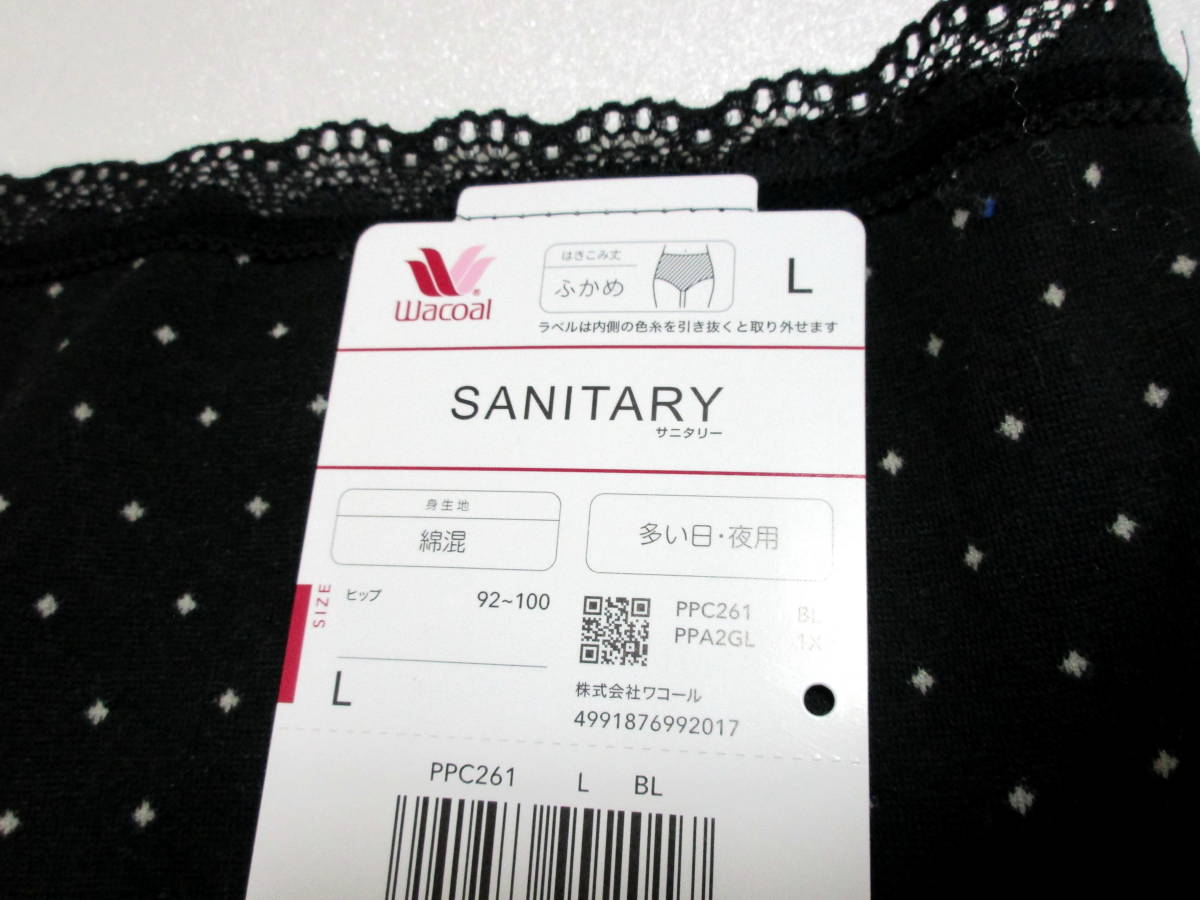 Wacoal
はきこみ丈
ふかめ
L
ラベルは内側の色糸を引き抜くと取り外せます
SANITARY
サニタリー
身生地
綿混
多い日・夜用
SIZE
ヒップ 92~100
L
PPC261 BL
PPA2GL 1X
株式会社ワコール
4991876992017
PPC261 L BL